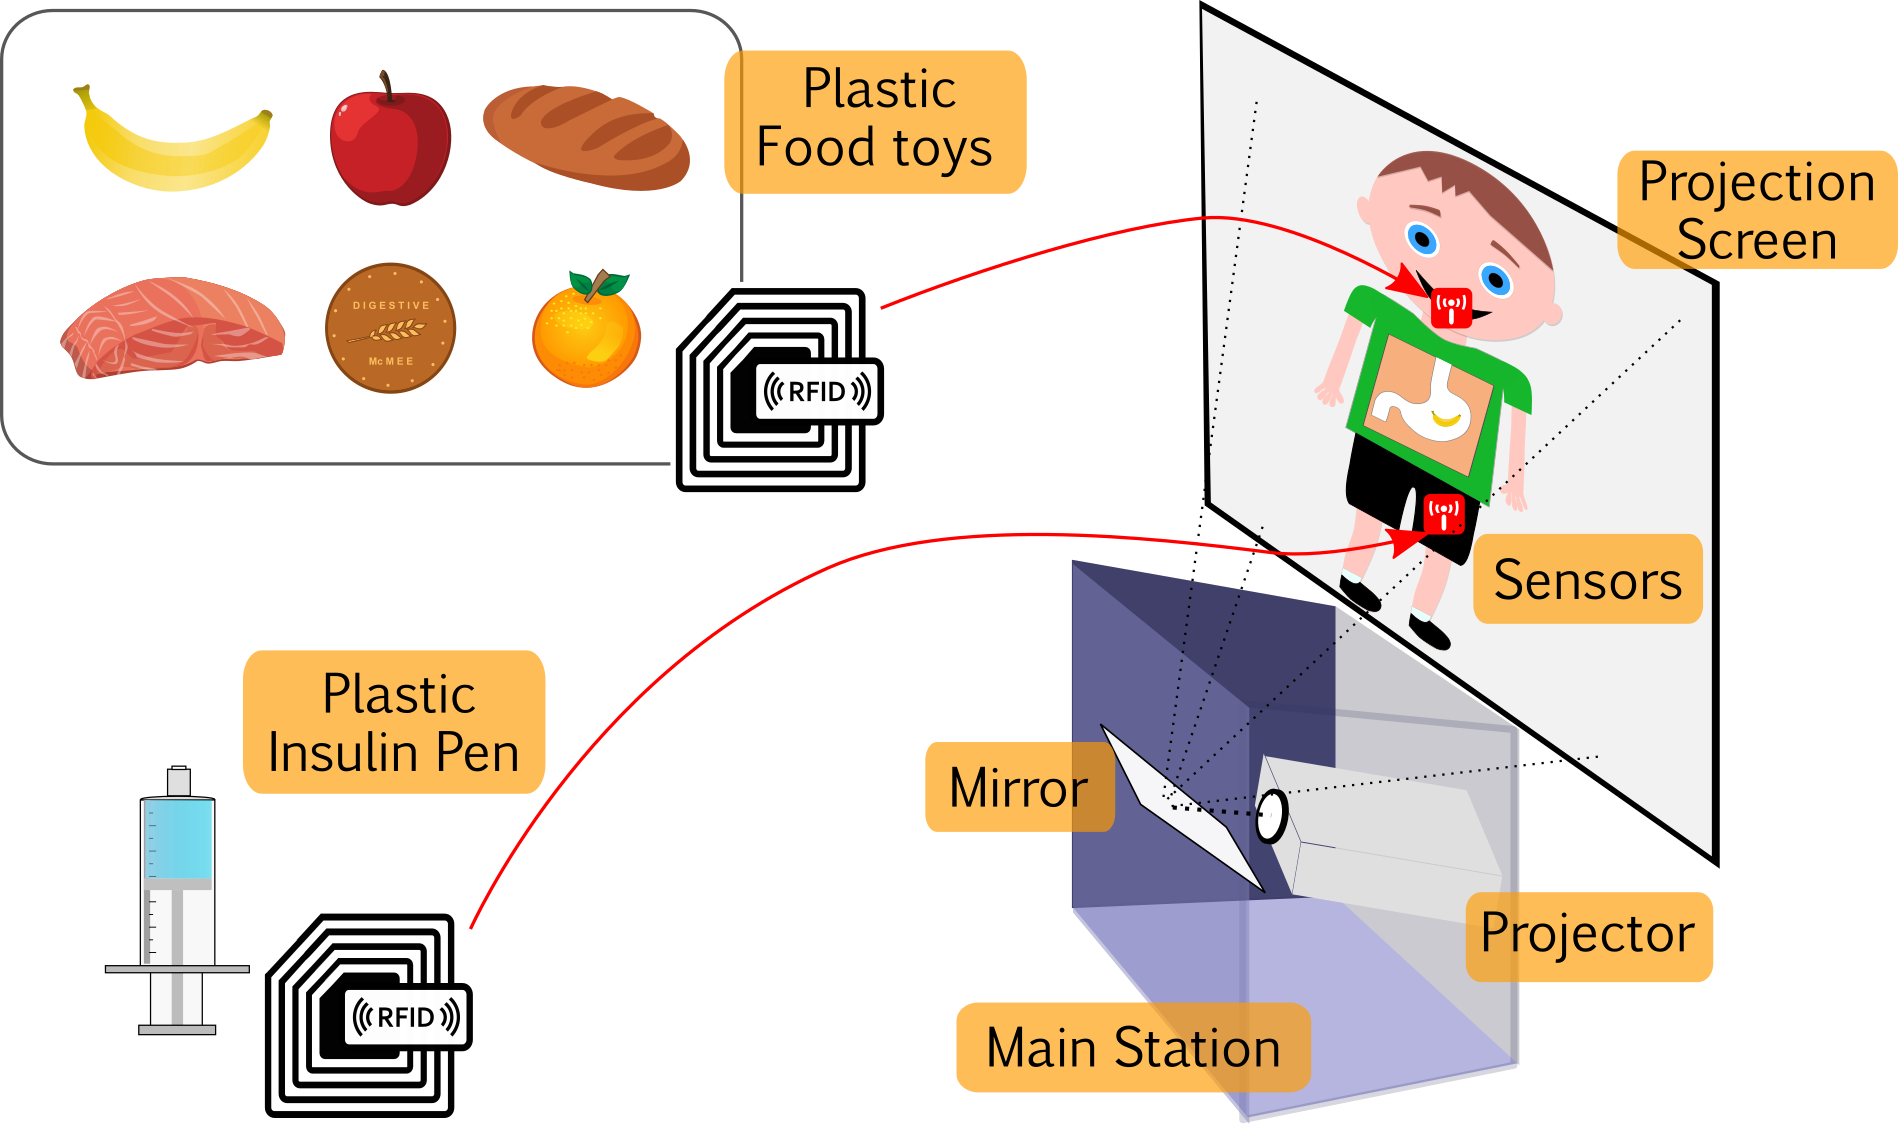 Plastic
Food toys
Projection
Screen
DIGESTIVE
McMEE
RFID
Sensors
Plastic
Insulin Pen
Mirror
Projector
RFID
Main Station